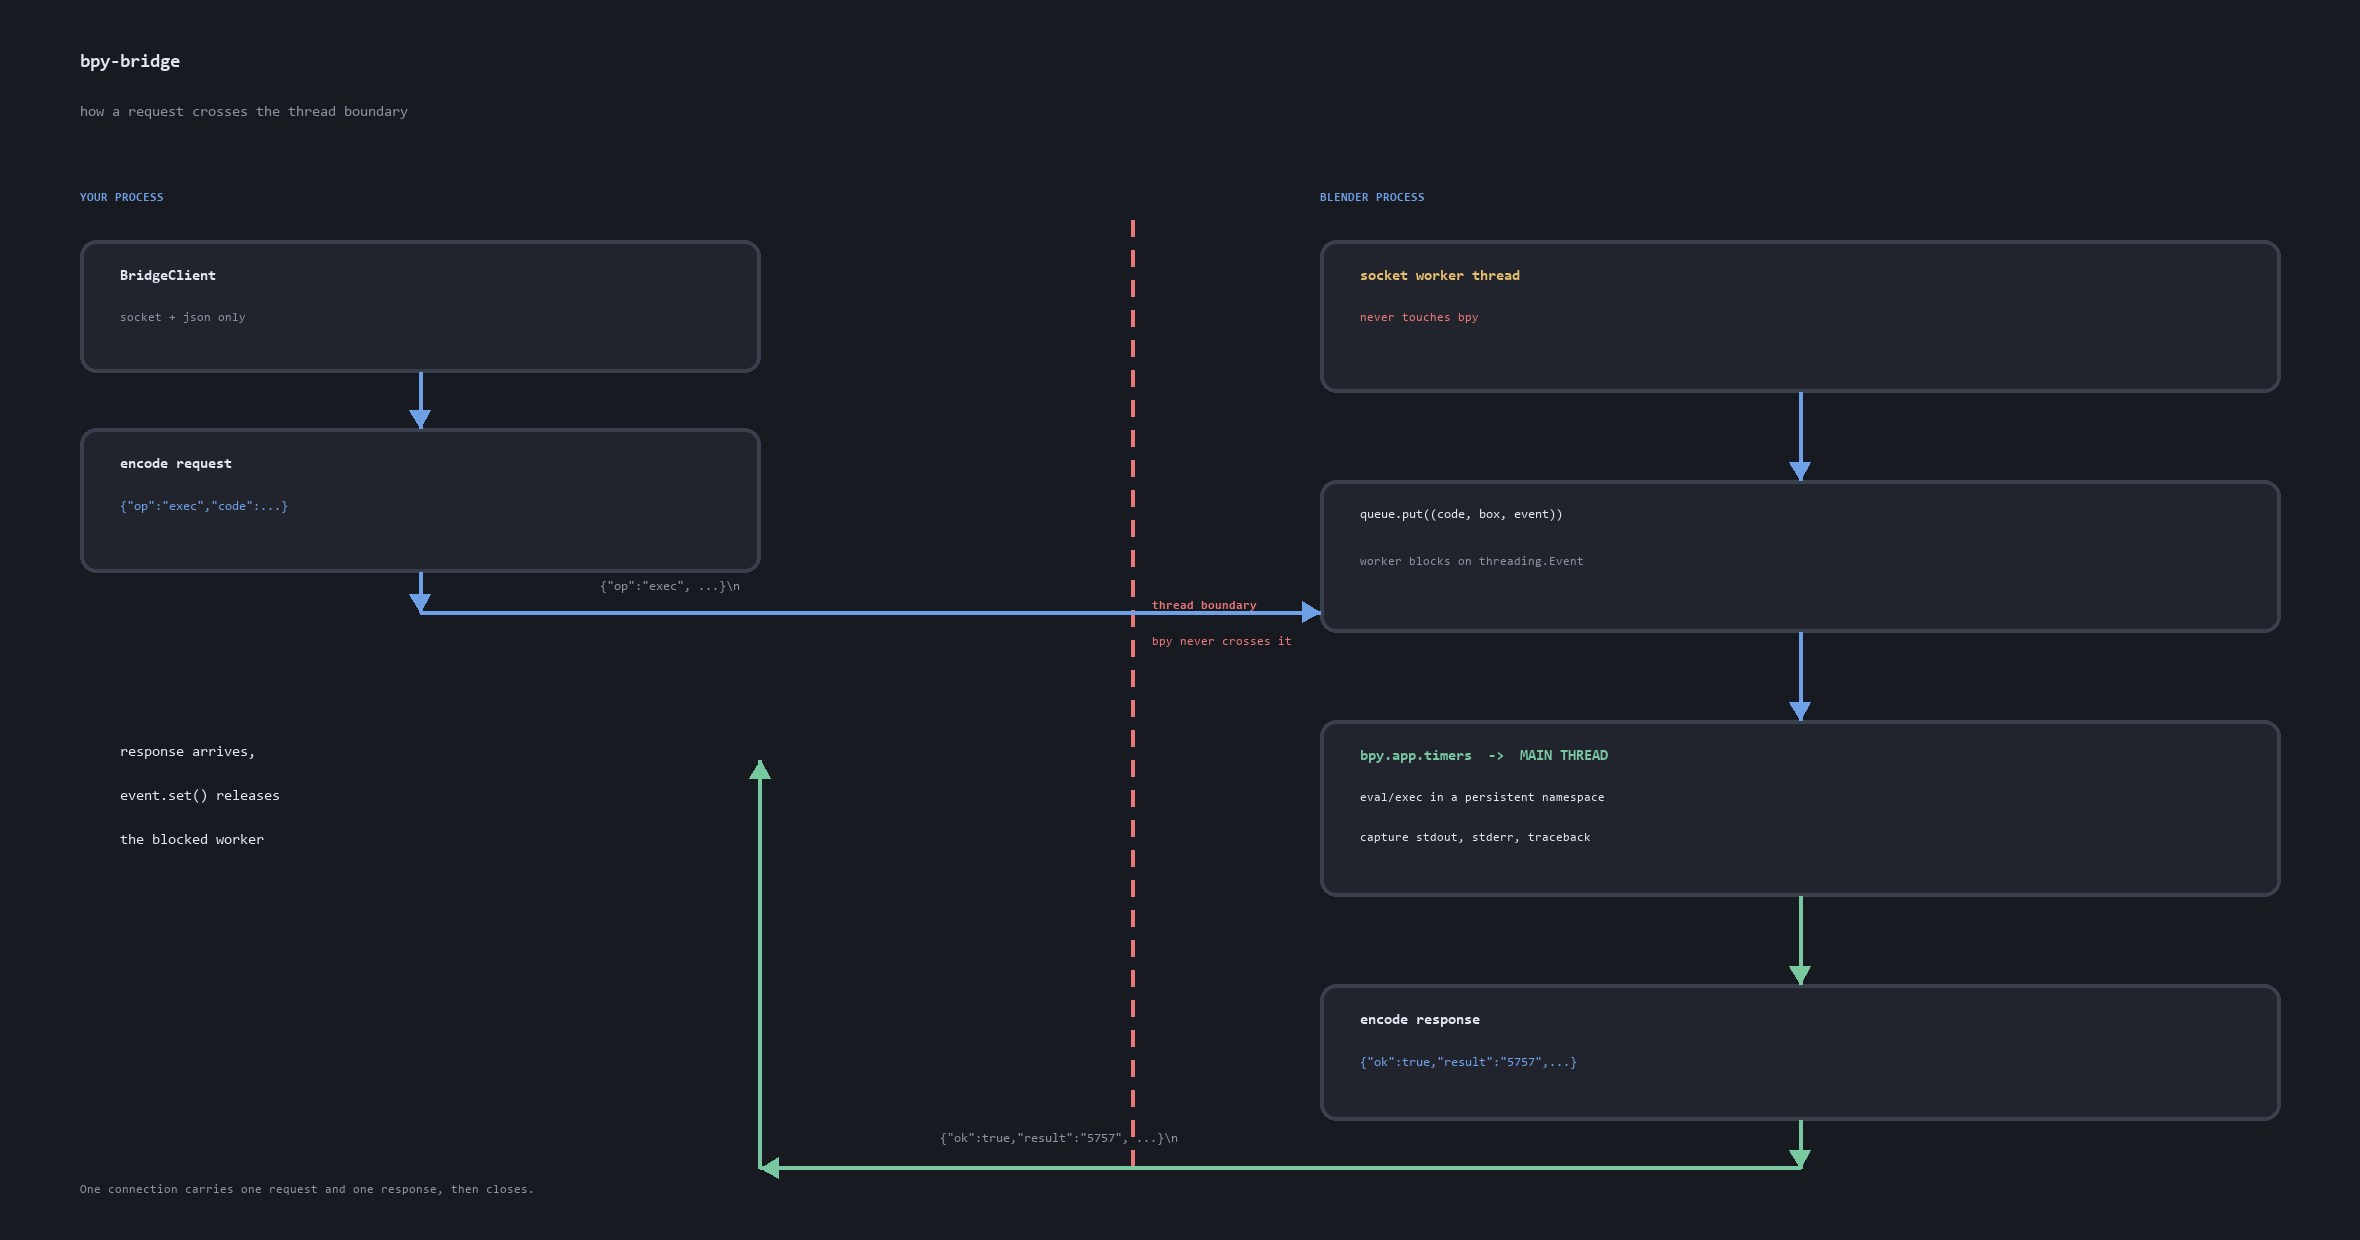 bpy-bridge
how a request crosses the thread boundary
YOUR PROCESS
BridgeClient
socket + json only
encode request
{"op":"exec","code":...}
{"op":"exec", ...}\n
thread boundary
bpy never crosses it
response arrives,
event.set() releases
the blocked worker
BLENDER PROCESS
socket worker thread
never touches bpy
queue.put((code, box, event))
worker blocks on threading.Event
bpy.app.timers  ->  MAIN THREAD
eval/exec in a persistent namespace
capture stdout, stderr, traceback
encode response
{"ok":true,"result":"5757",...}
{"ok":true,"result":"5757", ...}\n
One connection carries one request and one response, then closes.